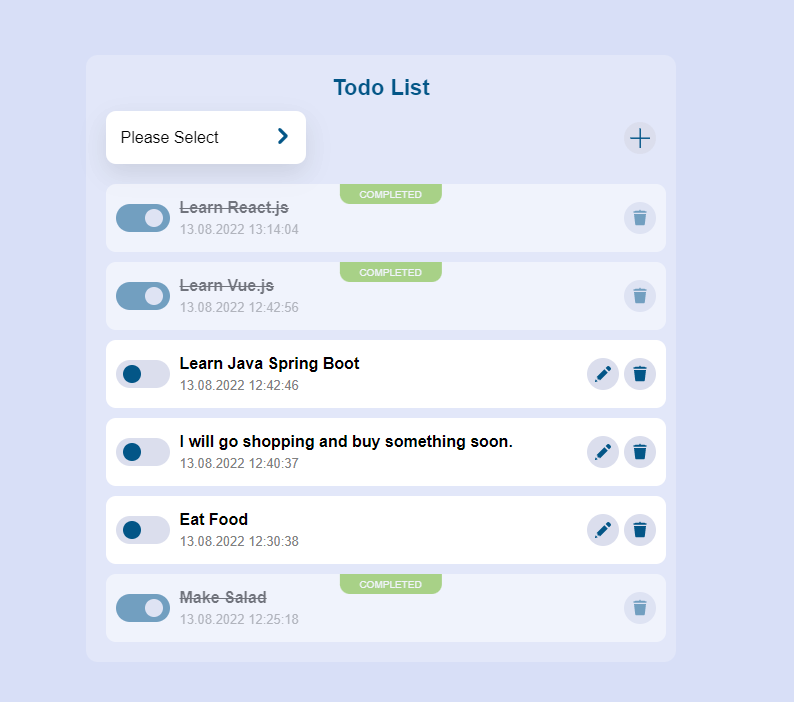 Todo List
Please Select
COMPLETED
Learn React.js
13.08.2022 13:14:04
COMPLETED
Learn Vue.js
13.08.2022 12:42:56
Learn Java Spring Boot
13.08.2022 12:42:46
I will go shopping and buy something soon.
13.08.2022 12:40:37
Eat Food
13.08.2022 12:30:38
COMPLETED
Make Salad
13.08.2022 12:25:18